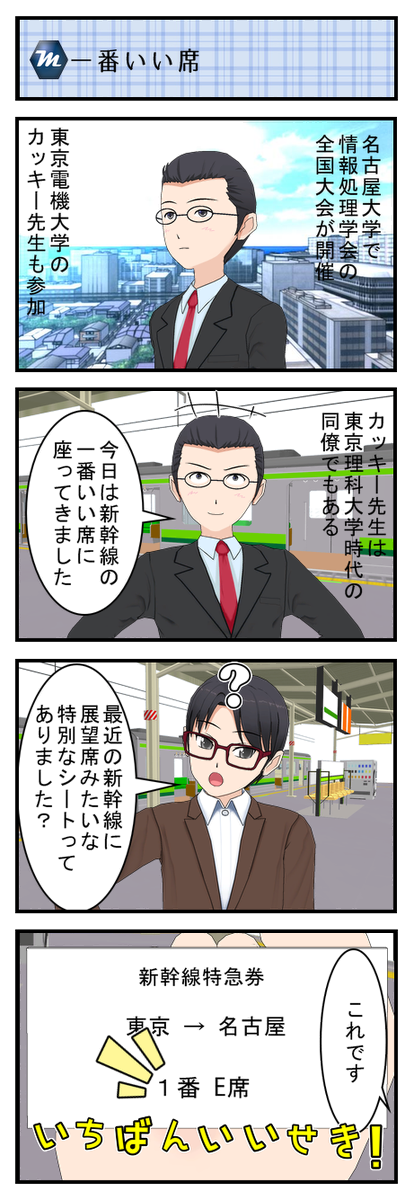 一番いい席
名古屋大学で
情報処理学会の
全国大会が開催
東京電機大学の
カッキー先生も参加
カッキー先生は
東京理科大学時代の
同僚でもある
今日は新幹線の
一番いい席に
座ってきました
?
最近の新幹線に
展望席みたいな
特別なシートって
ありました？
これです
新幹線特急券
東京 → 名古屋
1番 E席
いちばんいいせき!